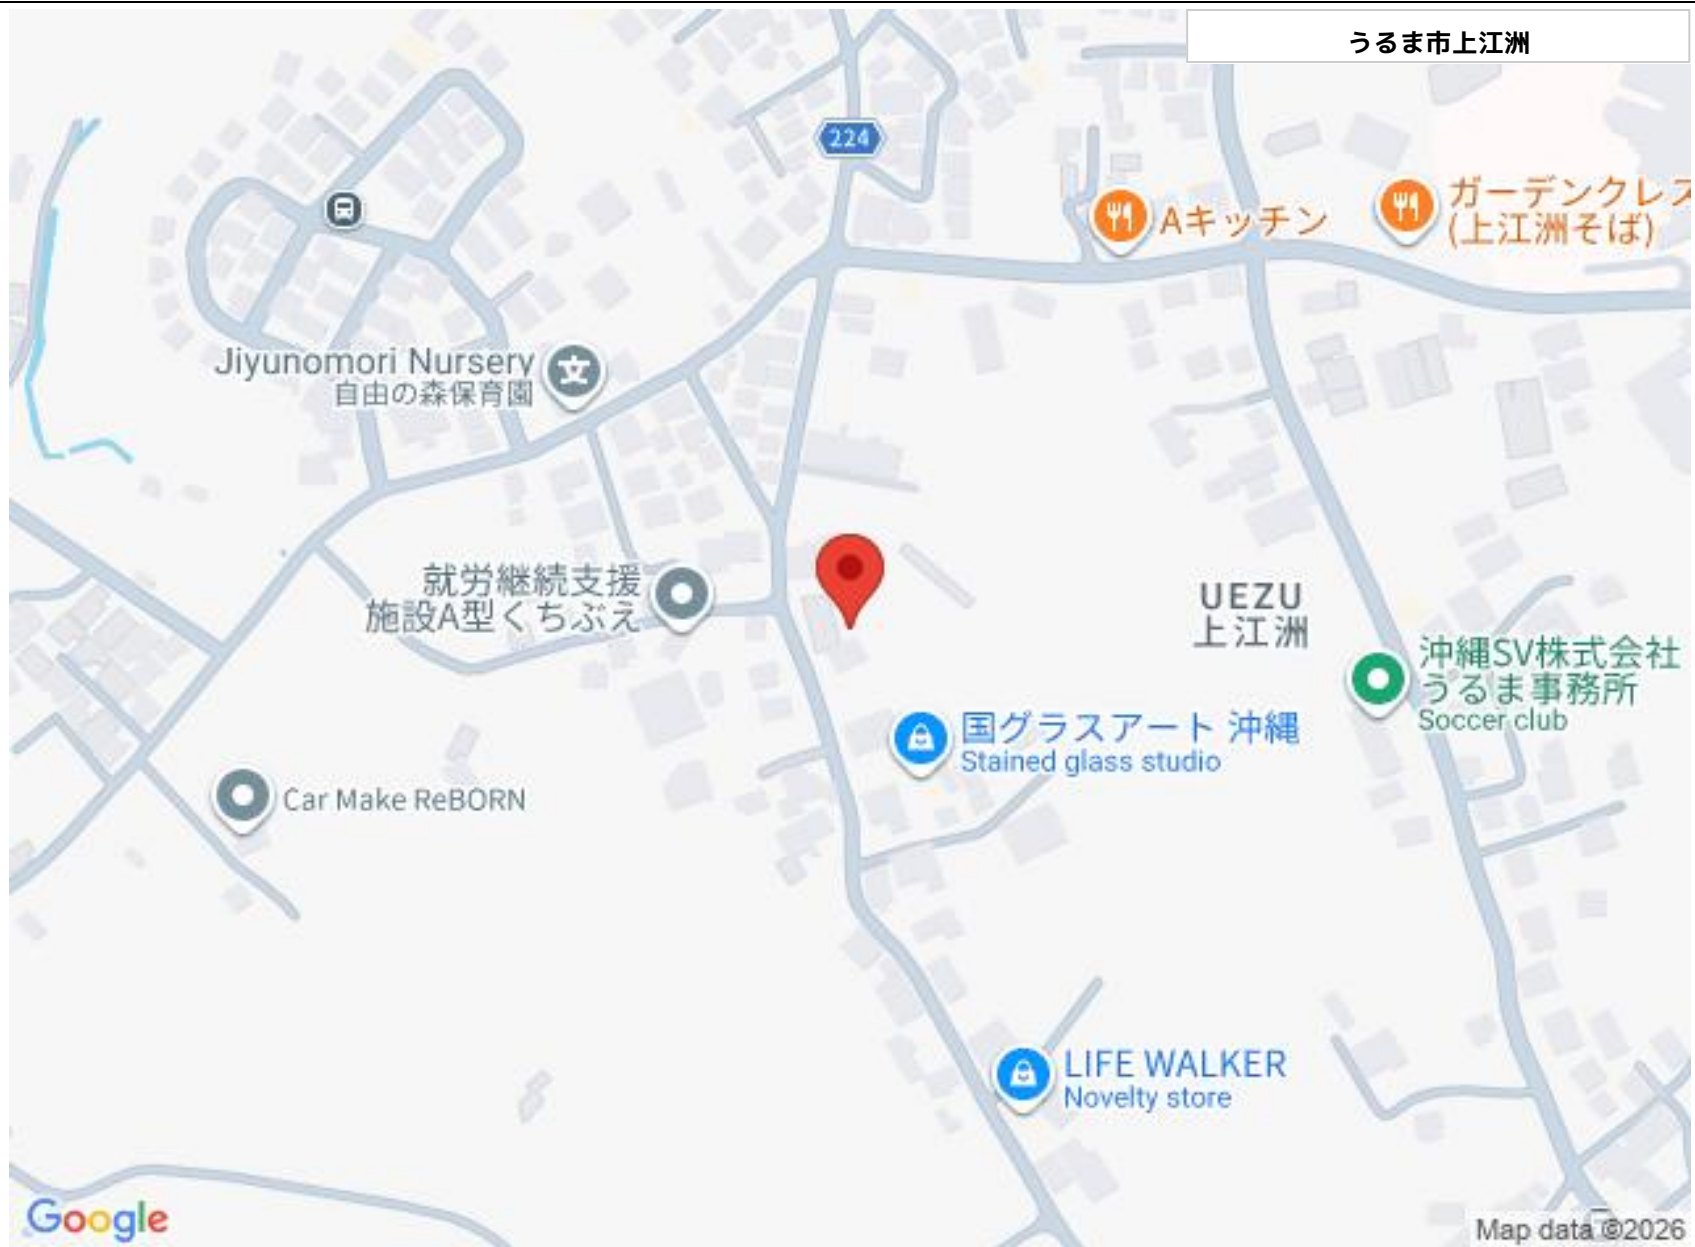 うるま市上江洲
224
Aキッチン
ガーデンクレス
(上江洲そば)
Jiyunomori Nursery
自由の森保育園
就労継続支援
施設A型くちぶえ
UEZU
上江洲
沖縄SV株式会社
うるま事務所
Soccer club
国グラスアート 沖縄
Stained glass studio
Car Make ReBORN
LIFE WALKER
Novelty store
Google
Map data ©2026